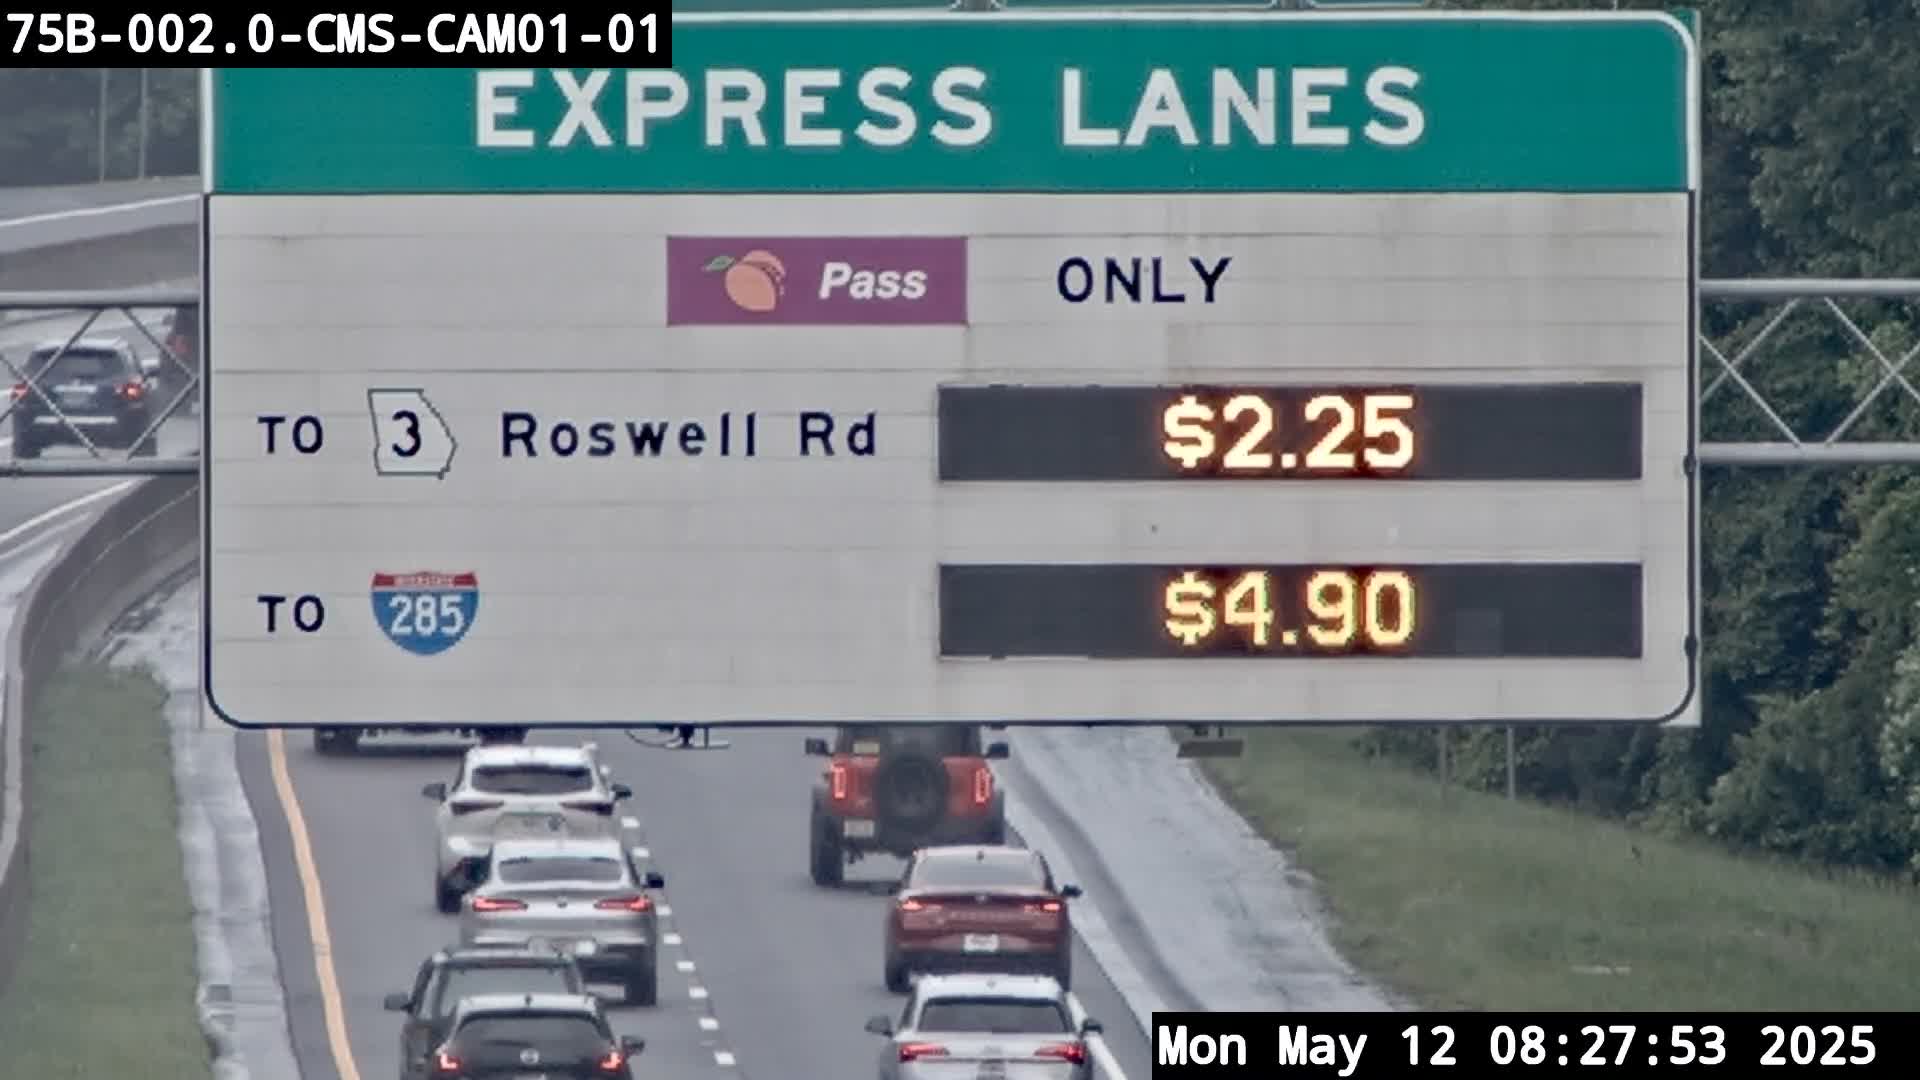 75B-002.0-CMS-CAM01-01
EXPRESS LANES
Pass ONLY
TO 3 Roswell Rd $2.25
INTERSTATE
TO 285 $4.90
Mon May 12 08:27:53 2025